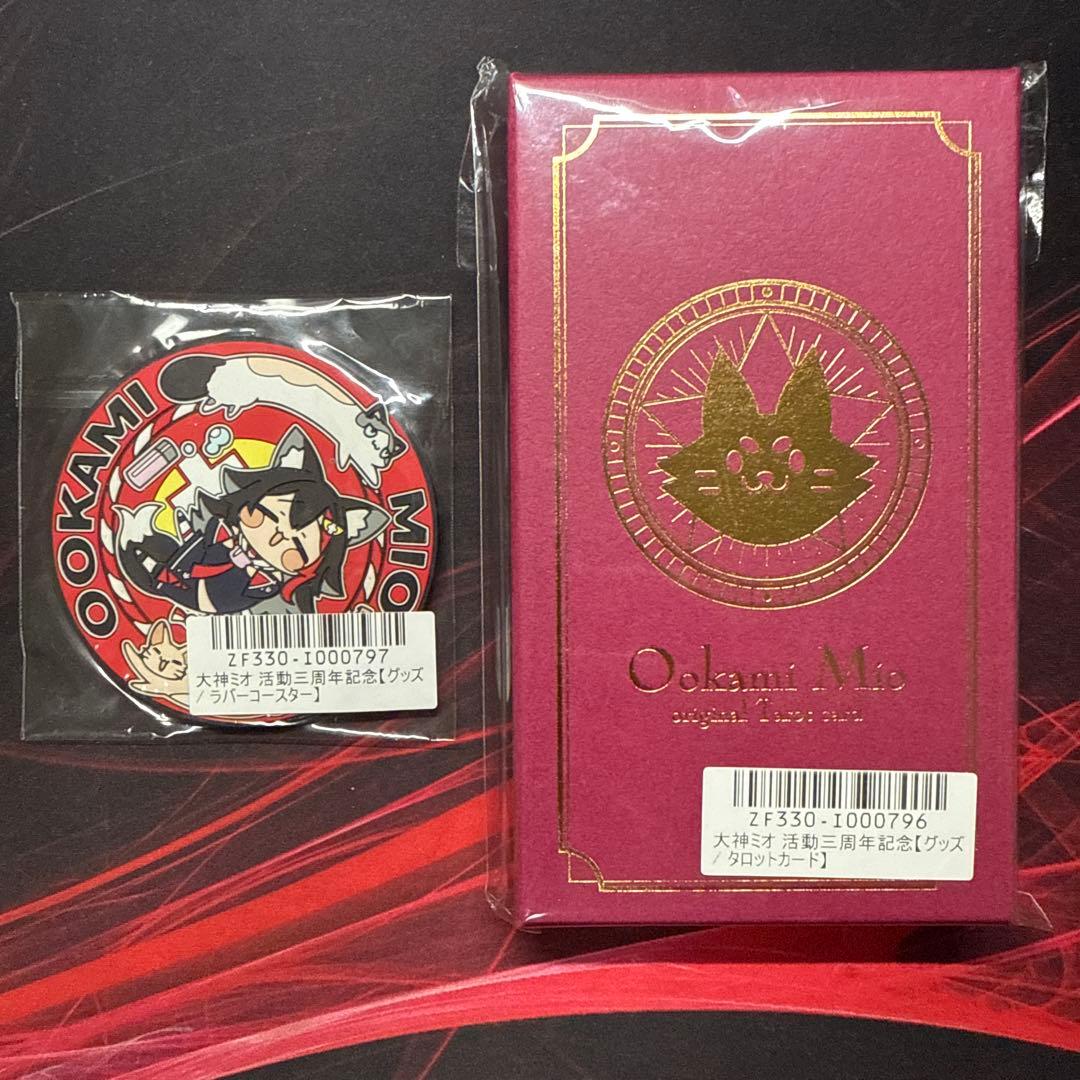 OOKAMI MIO
ZF330-I000797
大神ミオ 活動三周年記念【グッズ
/ ラバーコースター】
Ookami Mio
original Tarot card
ZF330-I000796
大神ミオ 活動三周年記念【グッズ
/ タロットカード】